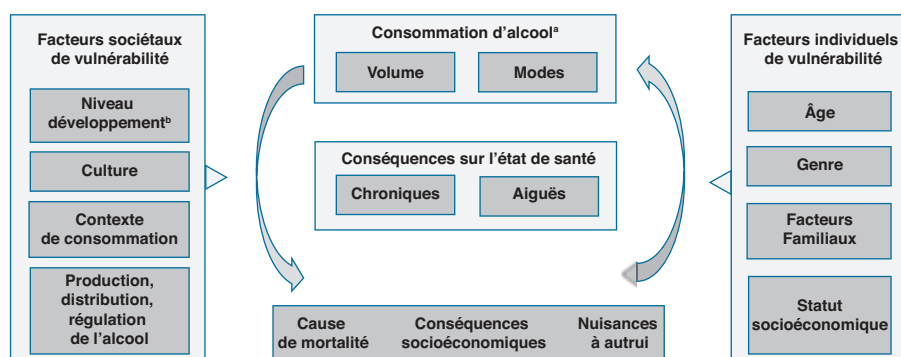 Facteurs sociétaux
de vulnérabilité
Niveau
développementᵇ
Culture
Contexte
de consommation
Production,
distribution,
régulation
de l’alcool
Consommation d’alcoolᵃ
Volume
Modes
Conséquences sur l’état de santé
Chroniques
Aiguës
Cause
de mortalité
Conséquences
socioéconomiques
Nuisances
à autrui
Facteurs individuels
de vulnérabilité
Âge
Genre
Facteurs
Familiaux
Statut
socioéconomique